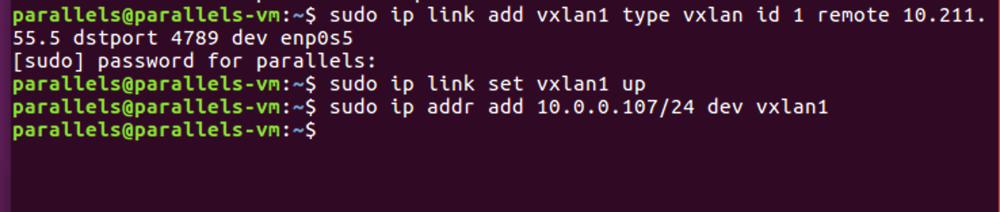 parallels@parallels-vm:~$ sudo ip link add vxlan1 type vxlan id 1 remote 10.211.
55.5 dstport 4789 dev enp0s5
[sudo] password for parallels:
parallels@parallels-vm:~$ sudo ip link set vxlan1 up
parallels@parallels-vm:~$ sudo ip addr add 10.0.0.107/24 dev vxlan1
parallels@parallels-vm:~$